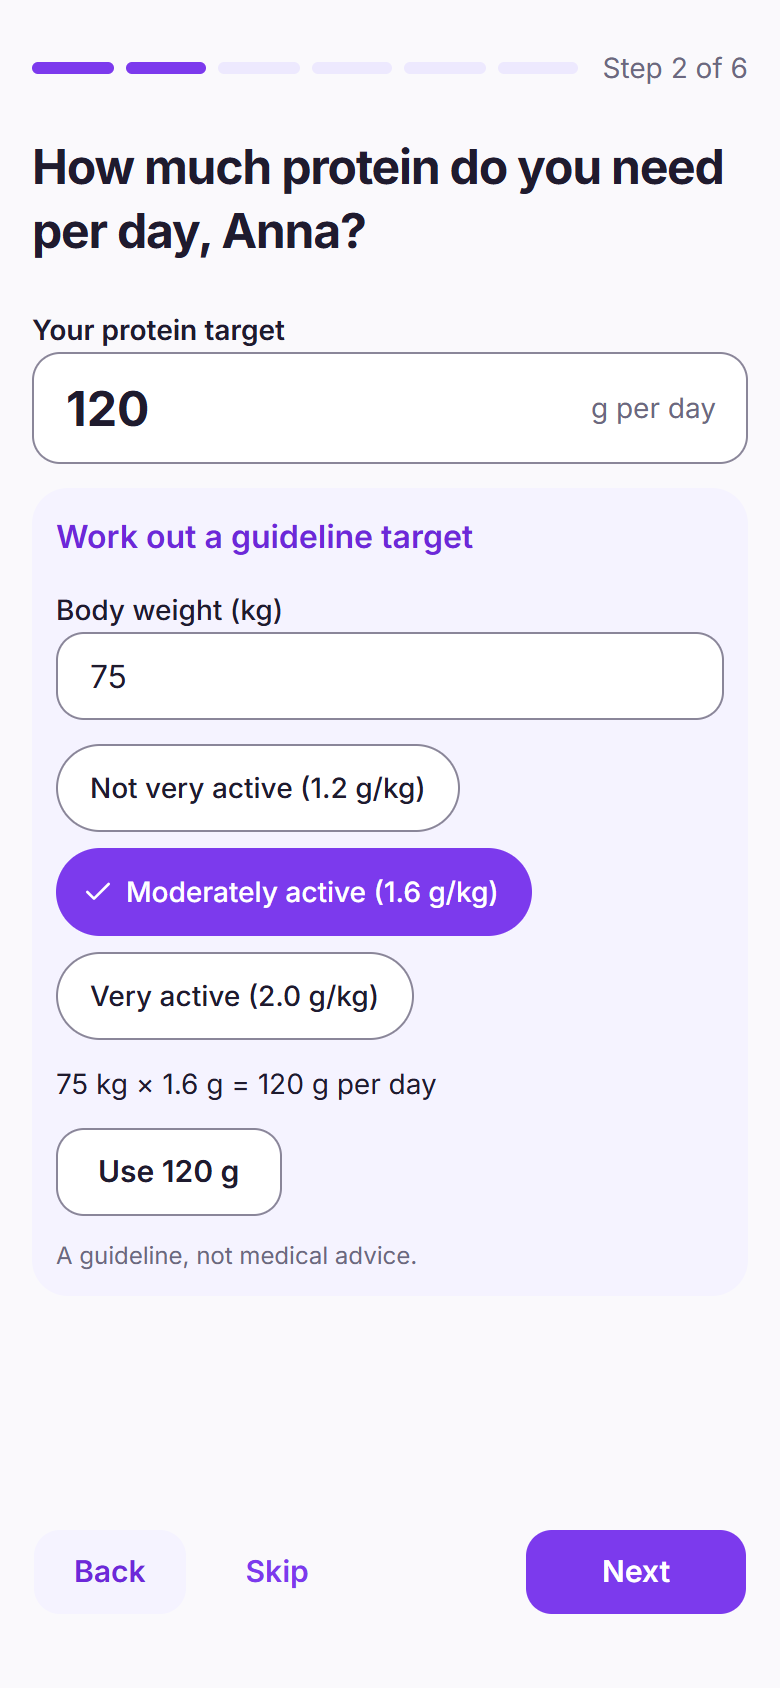 Step 2 of 6
How much protein do you need
per day, Anna?
Your protein target
120
g per day
Work out a guideline target
Body weight (kg)
75
Not very active (1.2 g/kg)
Moderately active (1.6 g/kg)
Very active (2.0 g/kg)
75 kg × 1.6 g = 120 g per day
Use 120 g
A guideline, not medical advice.
Back
Skip
Next